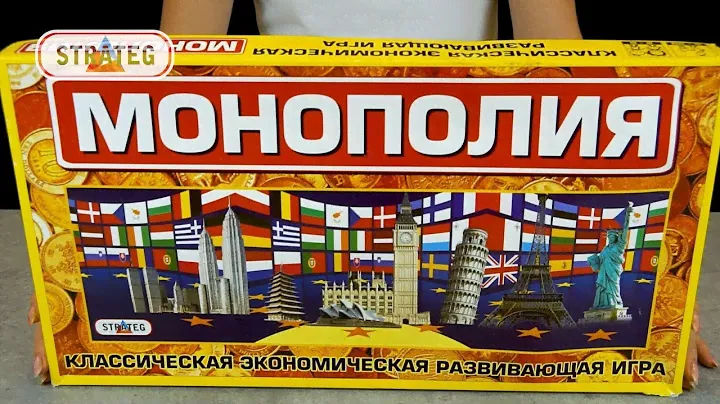 STRATEG
МОНОПОЛИЯ
КЛАССИЧЕСКАЯ ЭКОНОМИЧЕСКАЯ
РАЗВИВАЮЩАЯ ИГРА
МОНОПОЛИЯ
STRATEG
КЛАССИЧЕСКАЯ ЭКОНОМИЧЕСКАЯ РАЗВИВАЮЩАЯ ИГРА